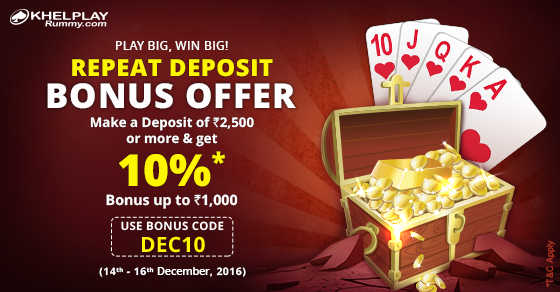 KHELPLAY
Rummy.com
PLAY BIG, WIN BIG!
REPEAT DEPOSIT
BONUS OFFER
Make a Deposit of ₹2,500
or more & get
10%*
Bonus up to ₹1,000
USE BONUS CODE
DEC10
(14th - 16th December, 2016)
10 J Q K A
*T&C Apply